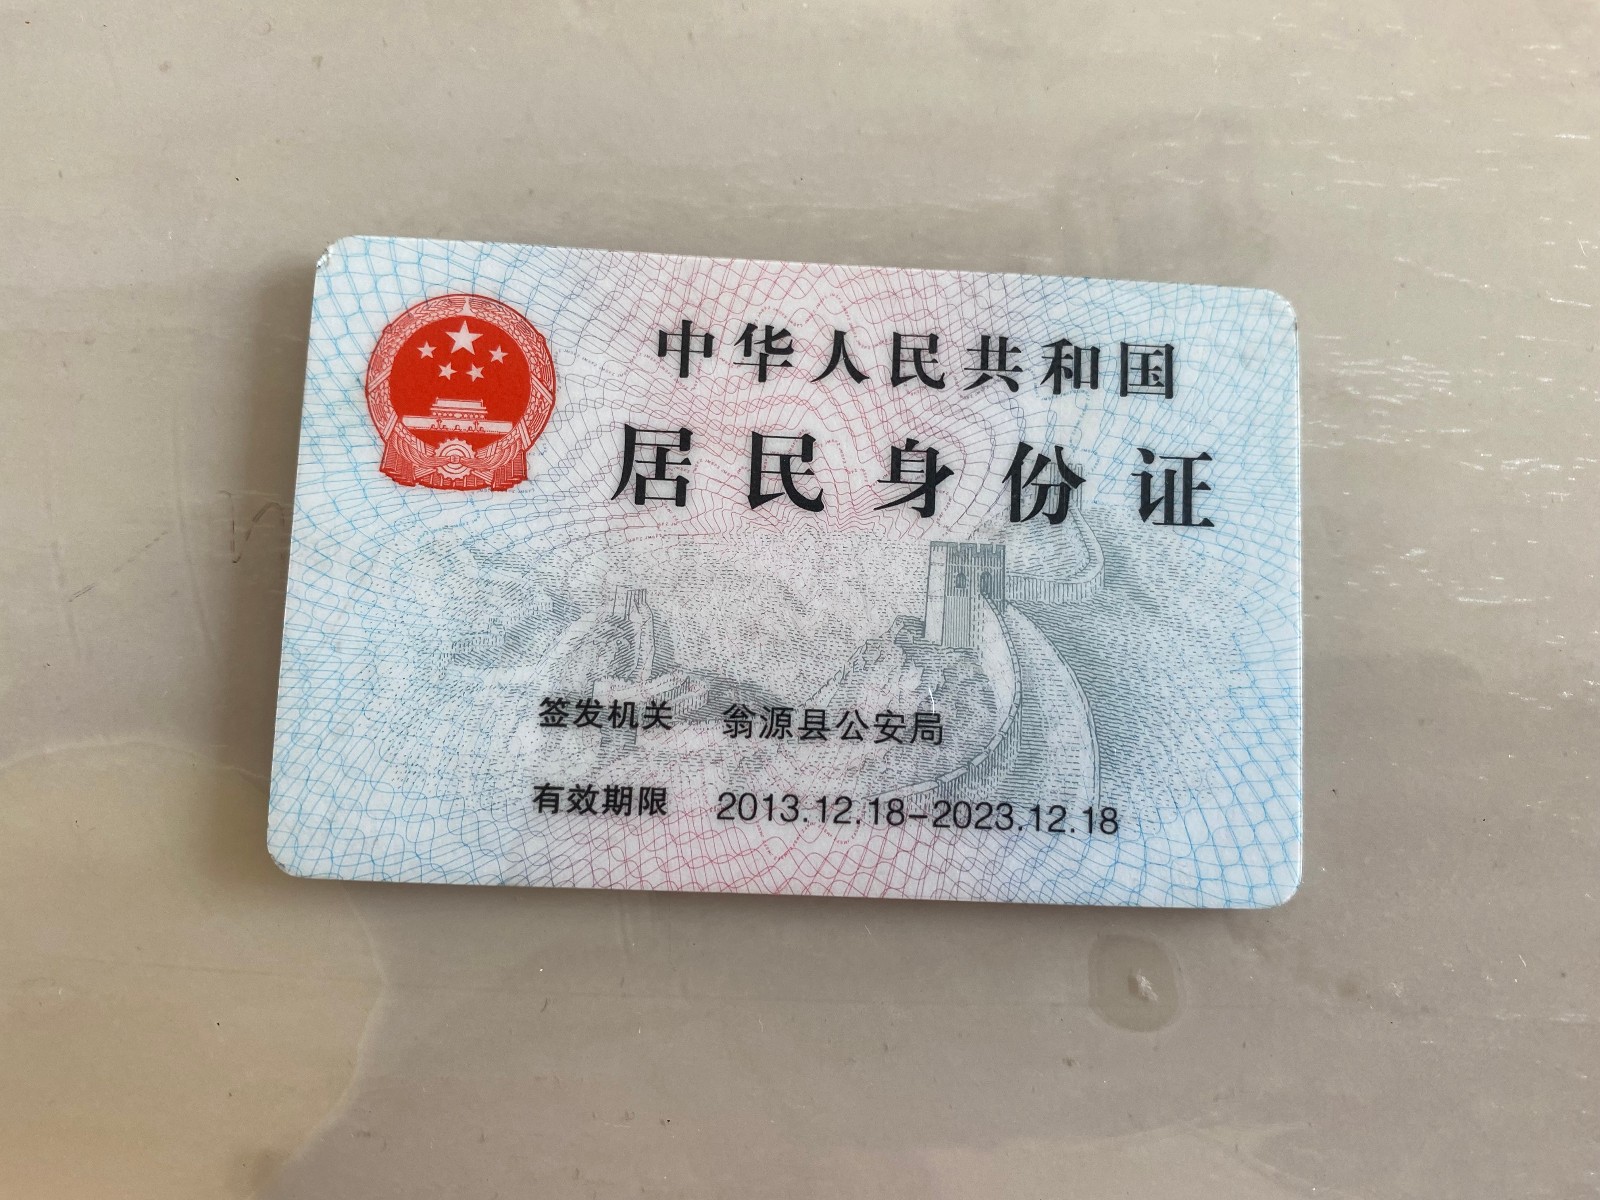 中华人民共和国
居民身份证
签发机关 翁源县公安局
有效期限 2013.12.18-2023.12.18